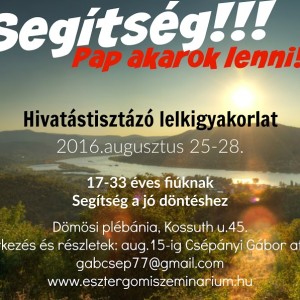 Segítség!!!
Pap akarok lenni!
Hivatástisztázó lelkigyakorlat
2016.augusztus 25-28.
17-33 éves fiúknak
Segítség a jó döntéshez
Dömösi plébánia, Kossuth u.45.
és részletek: aug.15-ig Csépányi Gábor
gabcsep77@gmail.com
www.esztergomiszeminarium.hu